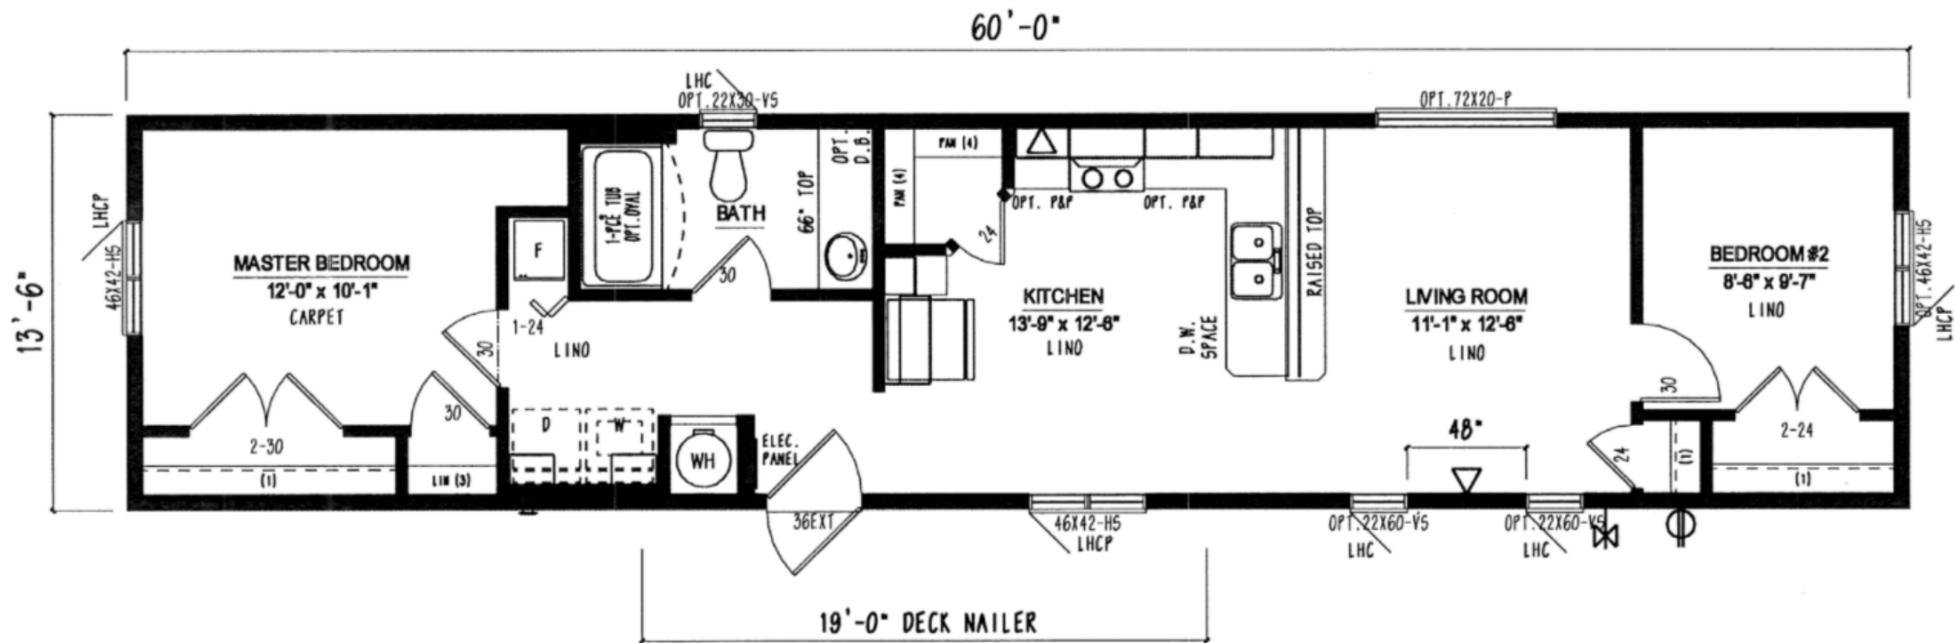 60'-0"
LHC
OPT.22X30-VS
OPT.72X20-P
13'-6"
LHCP
46X42-HS
MASTER BEDROOM
12'-0" x 10'-1"
CARPET
F
1-24
LINO
30
30
2-30
(1)
LIN (3)
1-PCE TUB
OPT.OVAL
BATH
30
66" TOP
OPT.
D.B.
PAN (4)
PAN (4)
24
OPT. P&P
OPT. P&P
KITCHEN
13'-9" x 12'-6"
LINO
D.W.
SPACE
RAISED TOP
LIVING ROOM
11'-1" x 12'-6"
LINO
BEDROOM #2
8'-6" x 9'-7"
LINO
OPT.46X42-HS
LHCP
30
D
W
WH
ELEC.
PANEL
48"
24
(1)
2-24
(1)
36EXT
46X42-HS
LHCP
OPT.22X60-VS
LHC
OPT.22X60-VS
LHC
19'-0" DECK NAILER